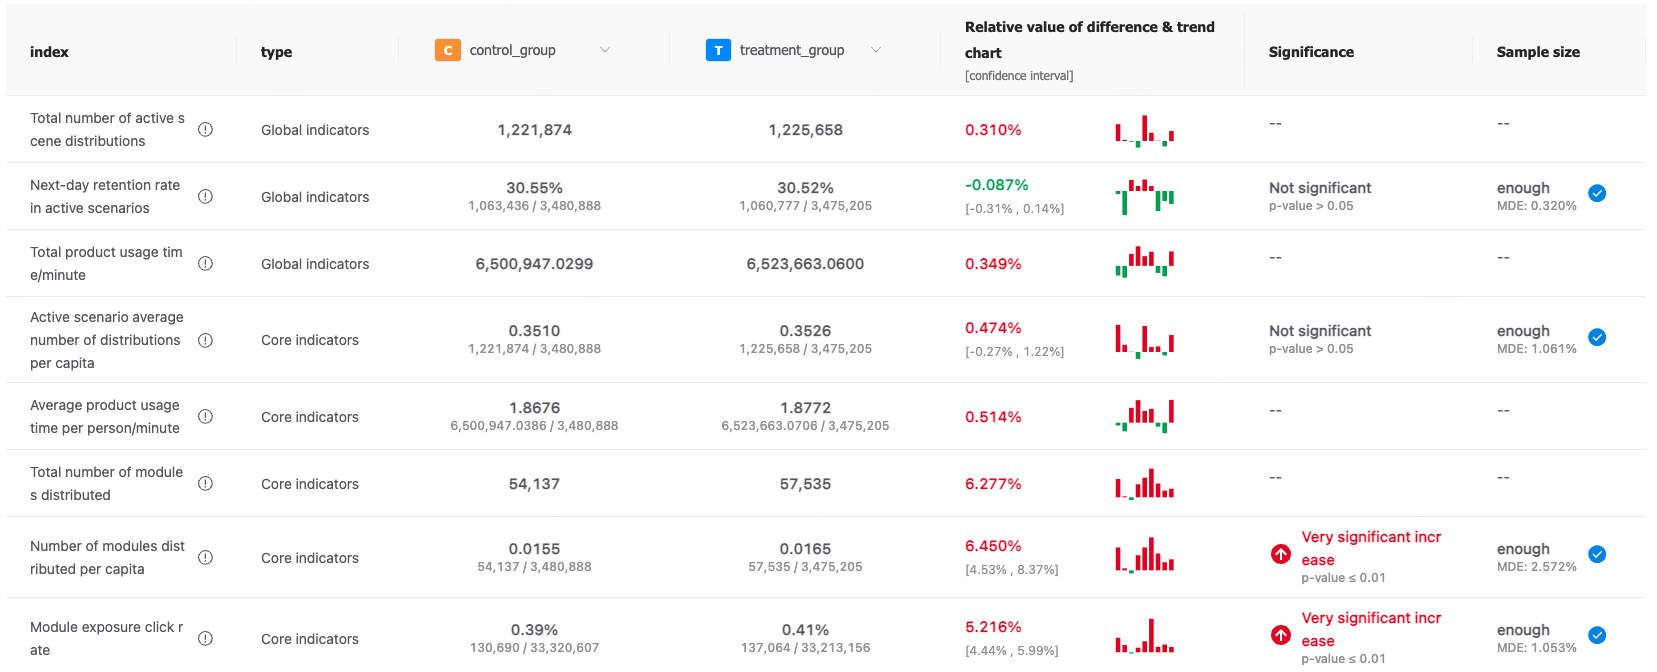 index
type
C control_group
T treatment_group
Relative value of difference & trend
chart
[confidence interval]
Significance
Sample size
Total number of active s
cene distributions
Global indicators
1,221,874
1,225,658
0.310%
--
--
Next-day retention rate
in active scenarios
Global indicators
30.55%
1,063,436 / 3,480,888
30.52%
1,060,777 / 3,475,205
-0.087%
[-0.31% , 0.14%]
Not significant
p-value > 0.05
enough
MDE: 0.320%
Total product usage tim
e/minute
Global indicators
6,500,947.0299
6,523,663.0600
0.349%
--
--
Active scenario average
number of distributions
per capita
Core indicators
0.3510
1,221,874 / 3,480,888
0.3526
1,225,658 / 3,475,205
0.474%
[-0.27% , 1.22%]
Not significant
p-value > 0.05
enough
MDE: 1.061%
Average product usage
time per person/minute
Core indicators
1.8676
6,500,947.0386 / 3,480,888
1.8772
6,523,663.0706 / 3,475,205
0.514%
--
--
Total number of module
s distributed
Core indicators
54,137
57,535
6.277%
--
--
Number of modules dist
ributed per capita
Core indicators
0.0155
54,137 / 3,480,888
0.0165
57,535 / 3,475,205
6.450%
[4.53% , 8.37%]
Very significant incr
ease
p-value ≤ 0.01
enough
MDE: 2.572%
Module exposure click r
ate
Core indicators
0.39%
130,690 / 33,320,607
0.41%
137,064 / 33,213,156
5.216%
[4.44% , 5.99%]
Very significant incr
ease
p-value ≤ 0.01
enough
MDE: 1.053%